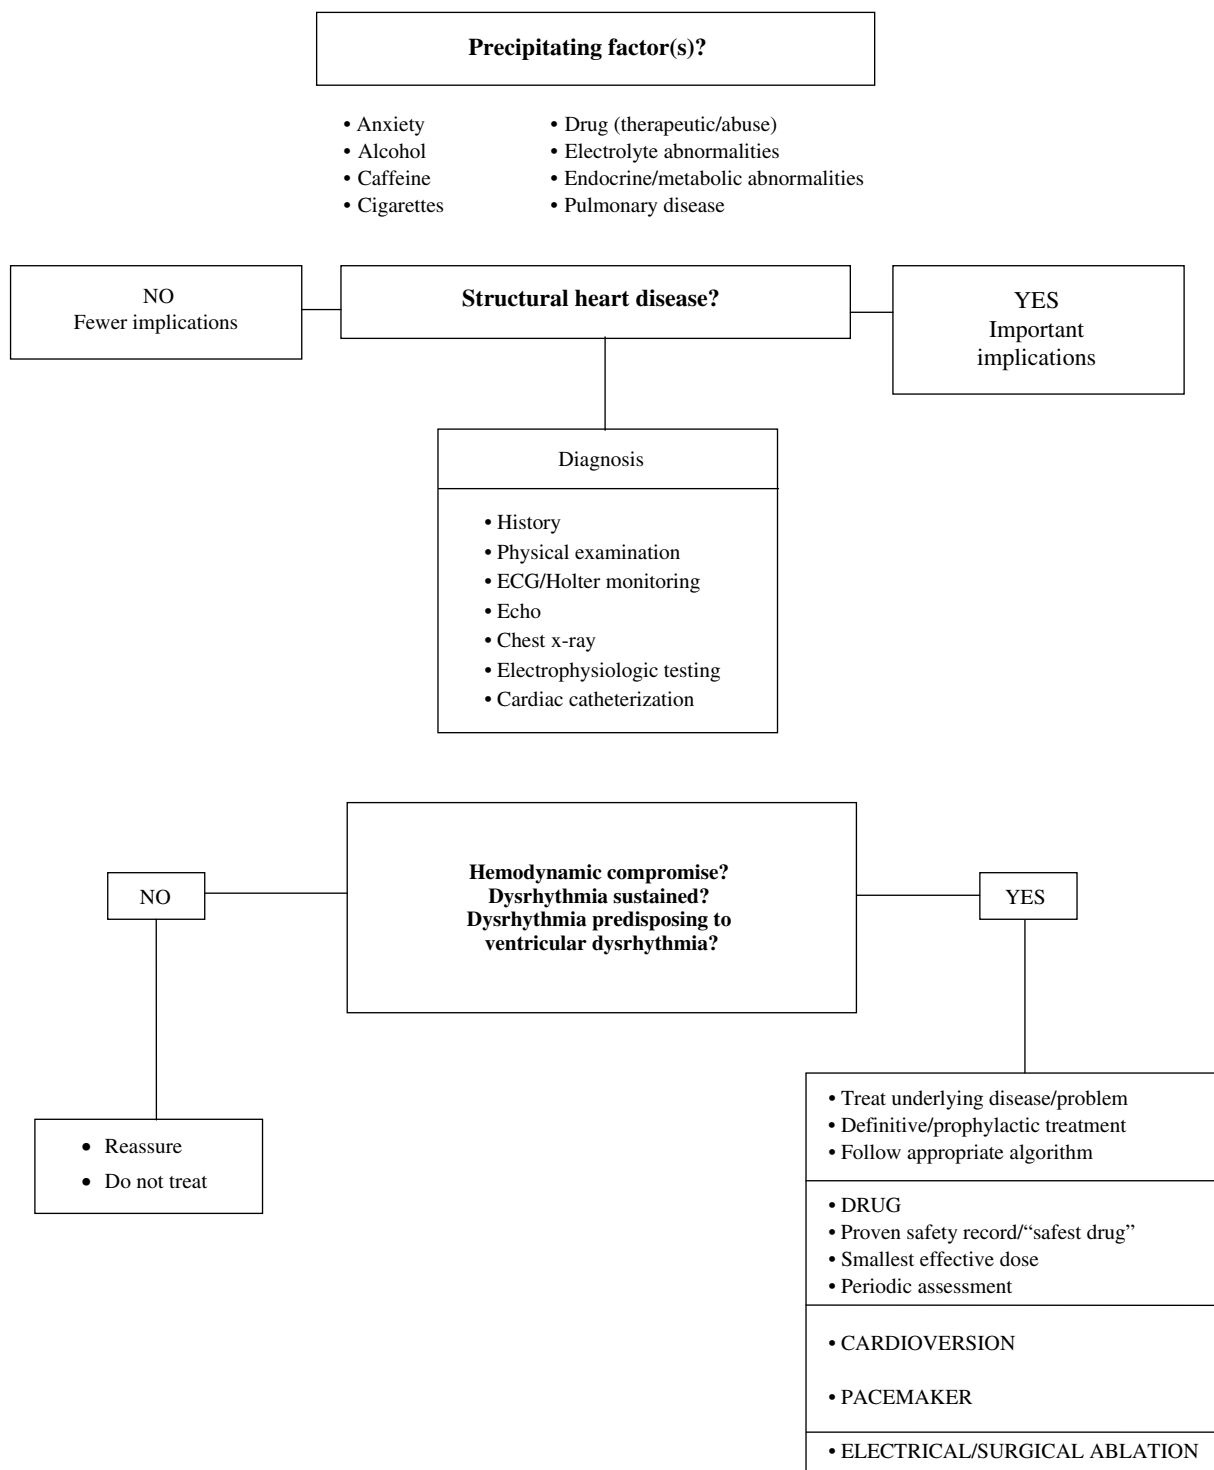 Precipitating factor(s)?
• Anxiety
• Alcohol
• Caffeine
• Cigarettes
• Drug (therapeutic/abuse)
• Electrolyte abnormalities
• Endocrine/metabolic abnormalities
• Pulmonary disease
NO
Fewer implications
Structural heart disease?
YES
Important
implications
Diagnosis
• History
• Physical examination
• ECG/Holter monitoring
• Echo
• Chest x-ray
• Electrophysiologic testing
• Cardiac catheterization
Hemodynamic compromise?
Dysrhythmia sustained?
Dysrhythmia predisposing to
ventricular dysrhythmia?
NO
YES
• Reassure
• Do not treat
• Treat underlying disease/problem
• Definitive/prophylactic treatment
• Follow appropriate algorithm
• DRUG
• Proven safety record/“safest drug”
• Smallest effective dose
• Periodic assessment
• CARDIOVERSION
• PACEMAKER
• ELECTRICAL/SURGICAL ABLATION